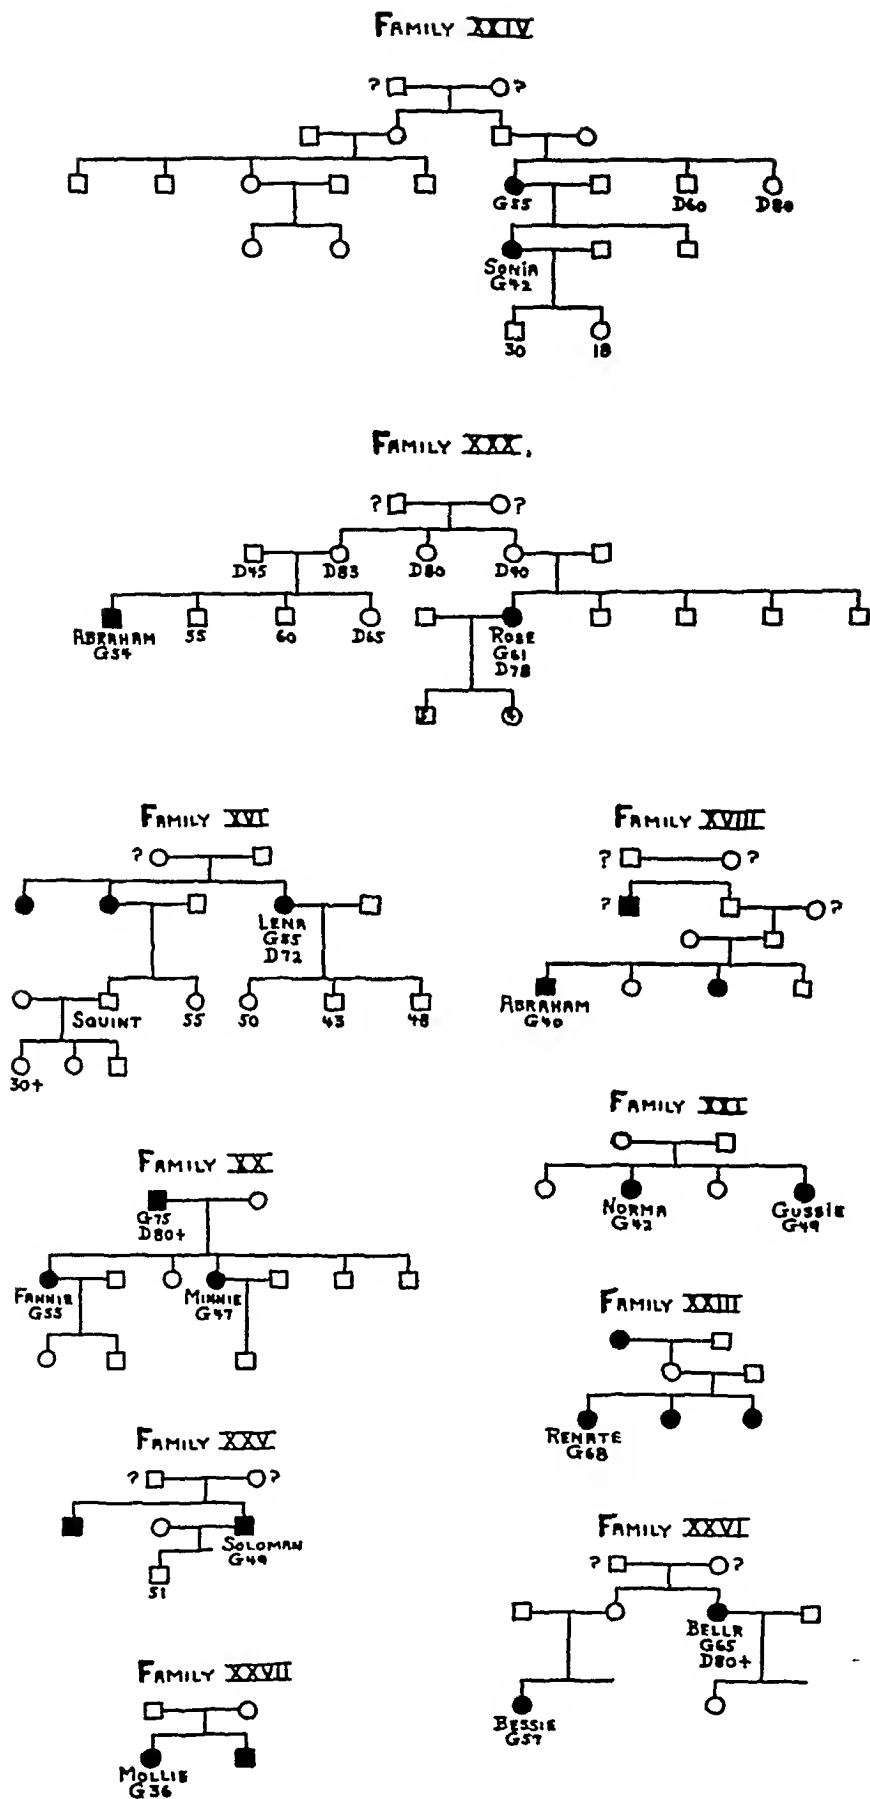 FAMILY XXIV
? ?
G55 D60 D80
SONIA
G42
30 18
FAMILY XXX.
? ?
D45 D83 D80 D40
ABRAHAM 55 60 D65 ROSE
G54 G61
D78
4
FAMILY XVI
?
LENA
G55
D72
SQUINT 55 50 43 48
30+
FAMILY XVIII
? ?
? ?
ABRAHAM
G40
FAMILY XXI
NORMA GUSSIE
G42 G49
FAMILY XX
G75
D80+
FANNIE MINNIE
G55 G47
FAMILY XXIII
RENATE
G68
FAMILY XXV
? ?
SOLOMAN
G49
51
FAMILY XXVI
? ?
BELLA
G65
D80+
BESSIE
G57
FAMILY XXVII
MOLLIE
G36